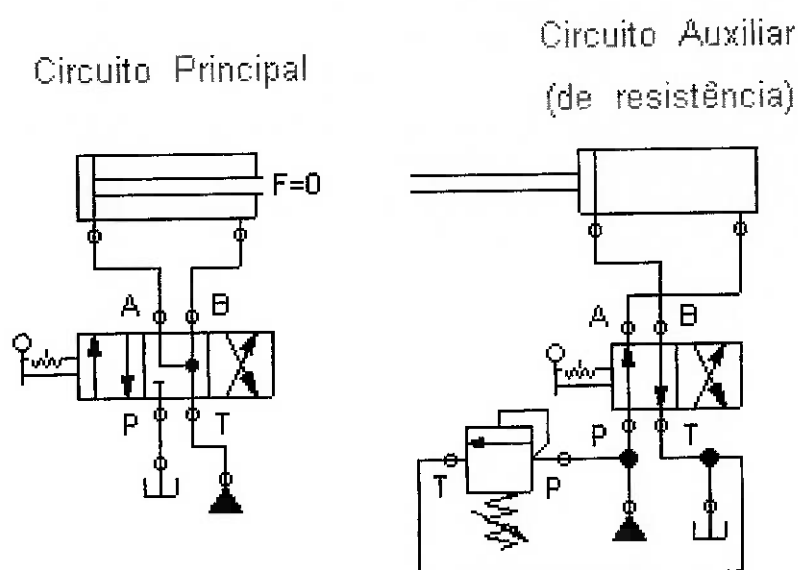 Circuito Principal
Circuito Auxiliar
(de resistência)
F=0
A B
P T
A B
P T
T P